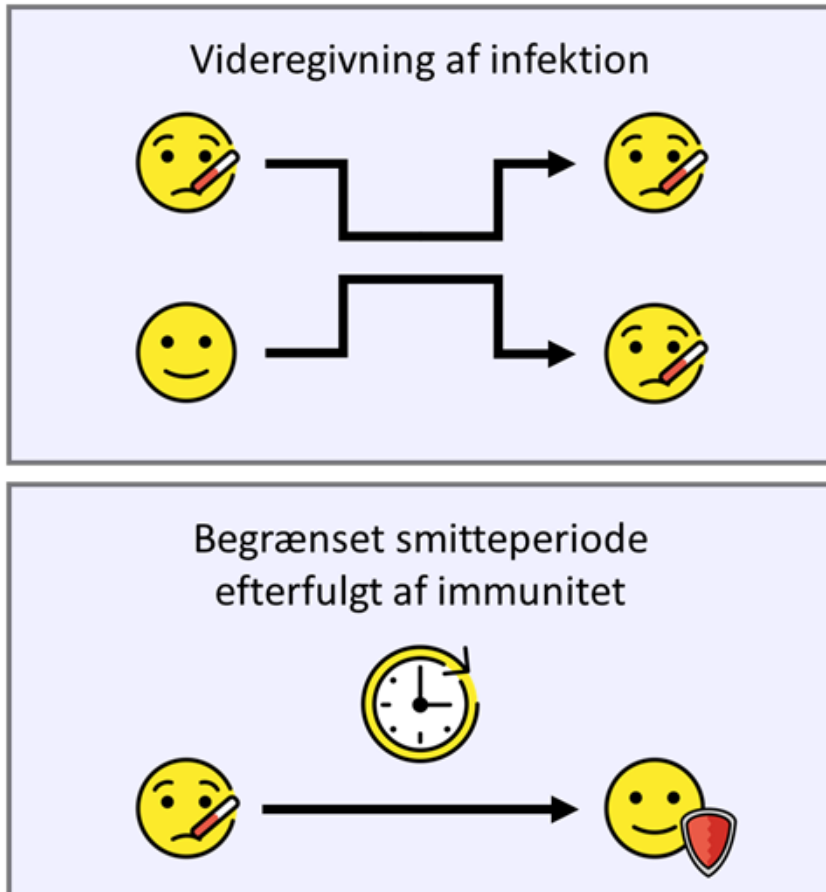 Videregivning af infektion
Begrænset smitteperiode
efterfulgt af immunitet